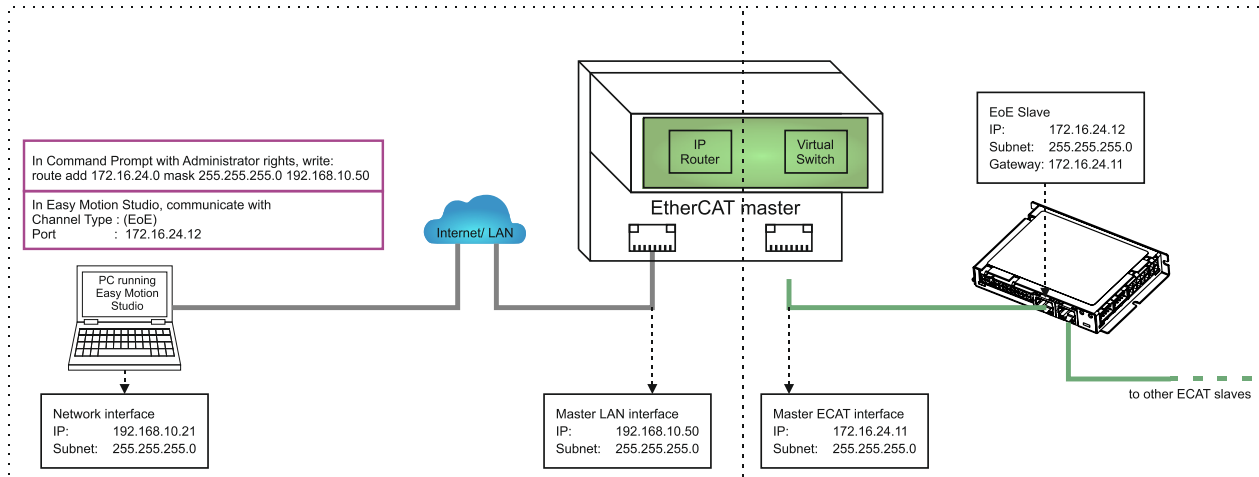 In Command Prompt with Administrator rights, write:
route add 172.16.24.0 mask 255.255.255.0 192.168.10.50
In Easy Motion Studio, communicate with
Channel Type : (EoE)
Port : 172.16.24.12
PC running
Easy Motion
Studio
Internet/ LAN
IP
Router
Virtual
Switch
EtherCAT master
EoE Slave
IP: 172.16.24.12
Subnet: 255.255.255.0
Gateway: 172.16.24.11
to other ECAT slaves
Network interface
IP: 192.168.10.21
Subnet: 255.255.255.0
Master LAN interface
IP: 192.168.10.50
Subnet: 255.255.255.0
Master ECAT interface
IP: 172.16.24.11
Subnet: 255.255.255.0